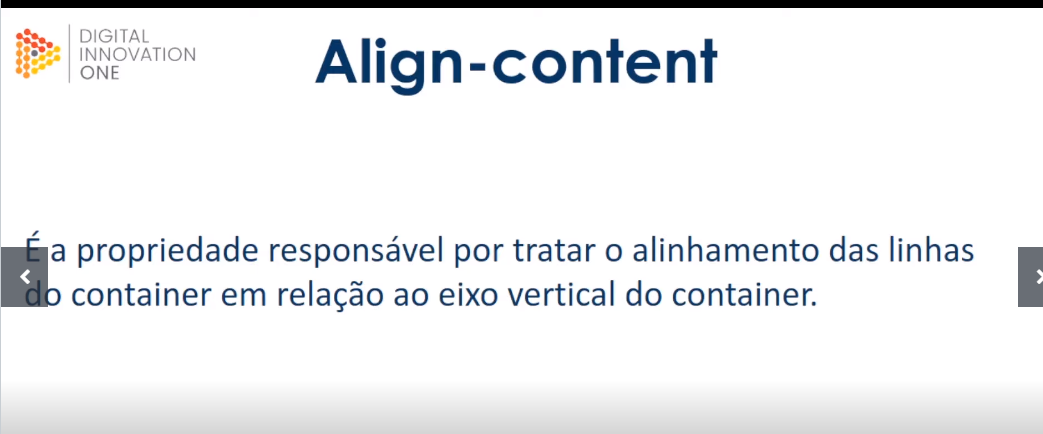 DIGITAL
INNOVATION
ONE
Align-content
É a propriedade responsável por tratar o alinhamento das linhas
do container em relação ao eixo vertical do container.